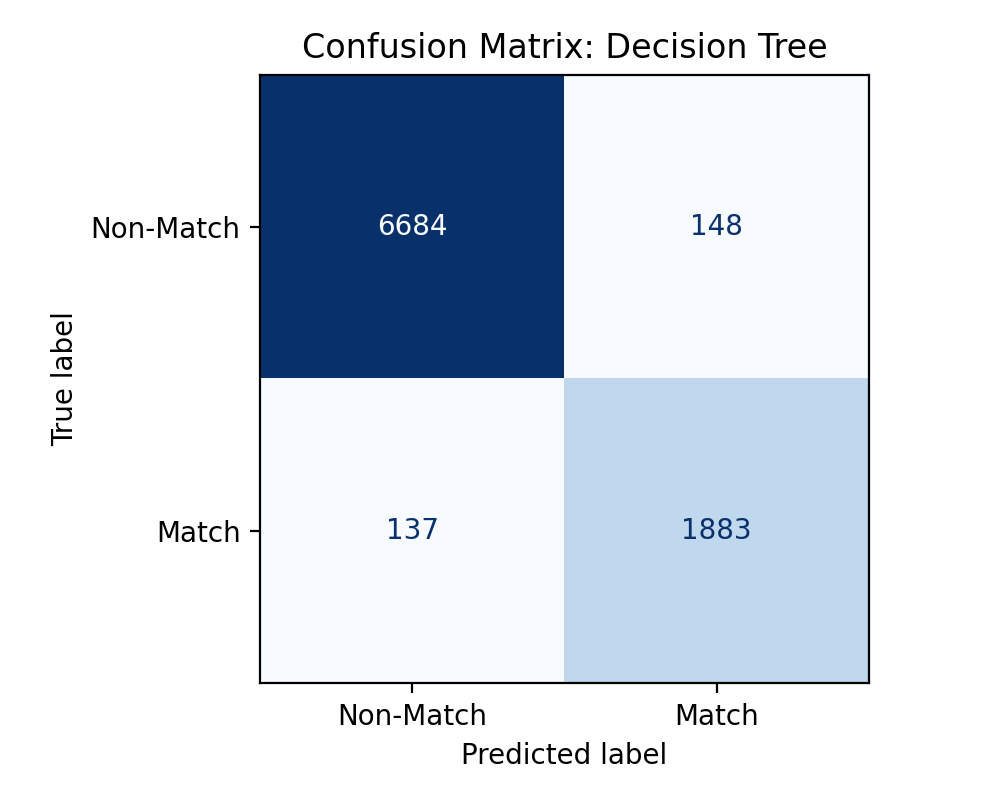 Confusion Matrix: Decision Tree
True label
Non-Match
6684
148
Match
137
1883
Non-Match
Match
Predicted label